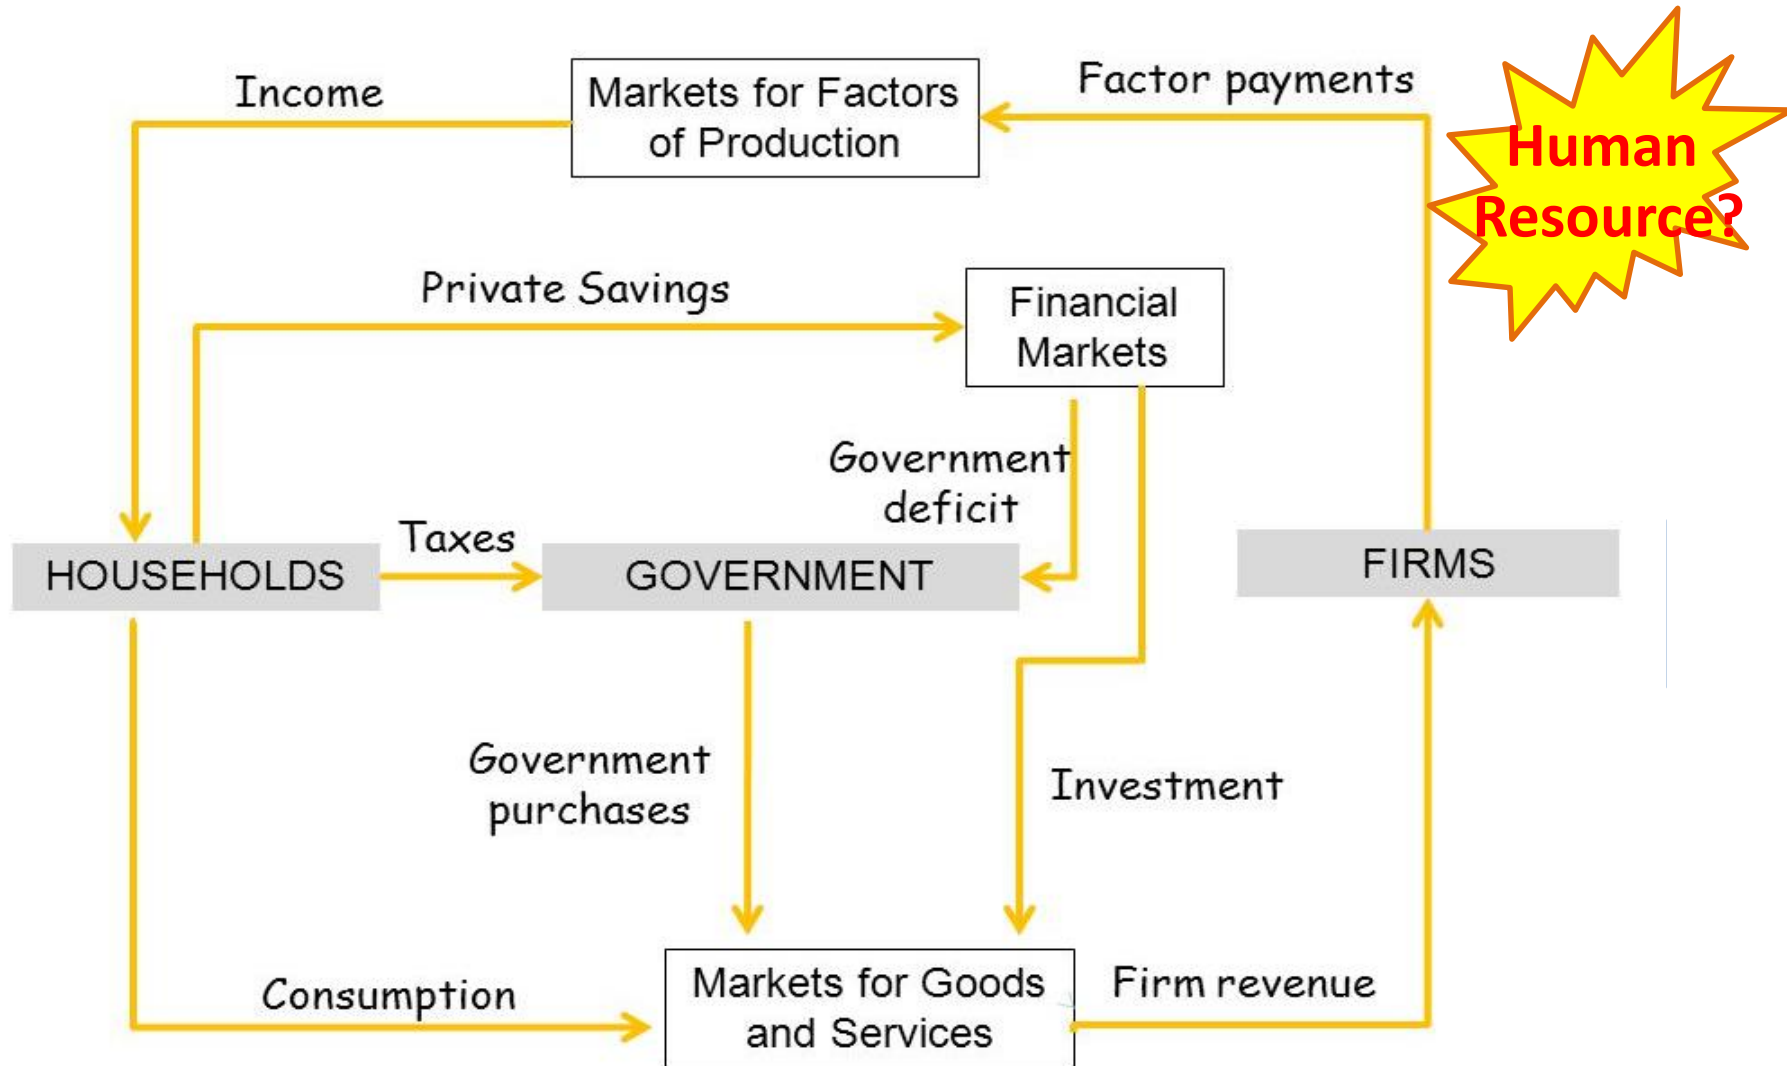 Income
Markets for Factors
of Production
Factor payments
Human
Resource?
Private Savings
Financial
Markets
Government
deficit
HOUSEHOLDS
Taxes
GOVERNMENT
FIRMS
Government
purchases
Investment
Consumption
Markets for Goods
and Services
Firm revenue